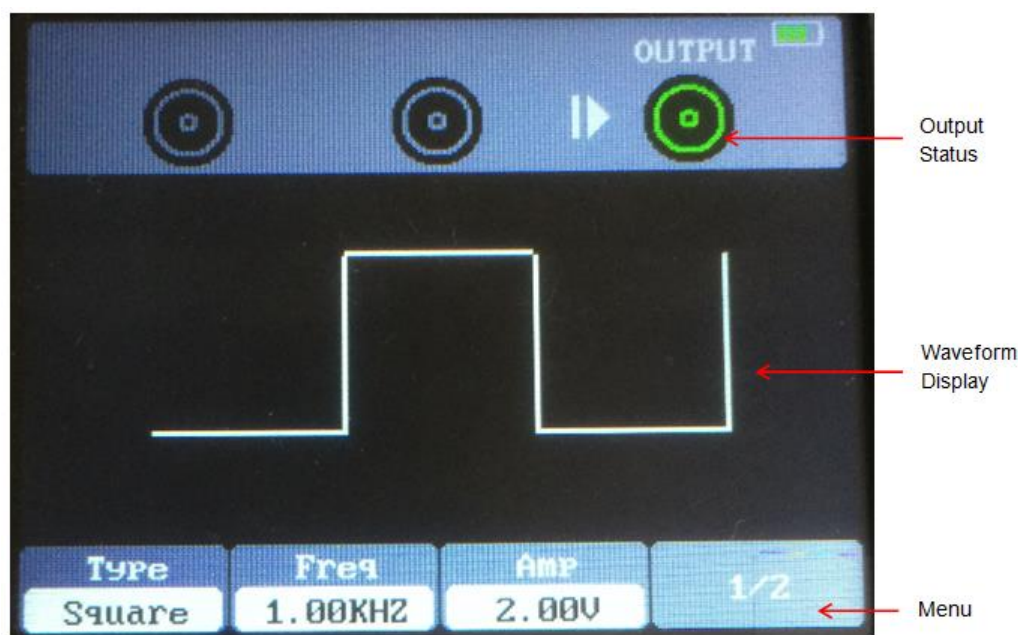 OUTPUT
Output
Status
Waveform
Display
Type
Freq
Amp
1/2
Square
1.00KHZ
2.00V
Menu